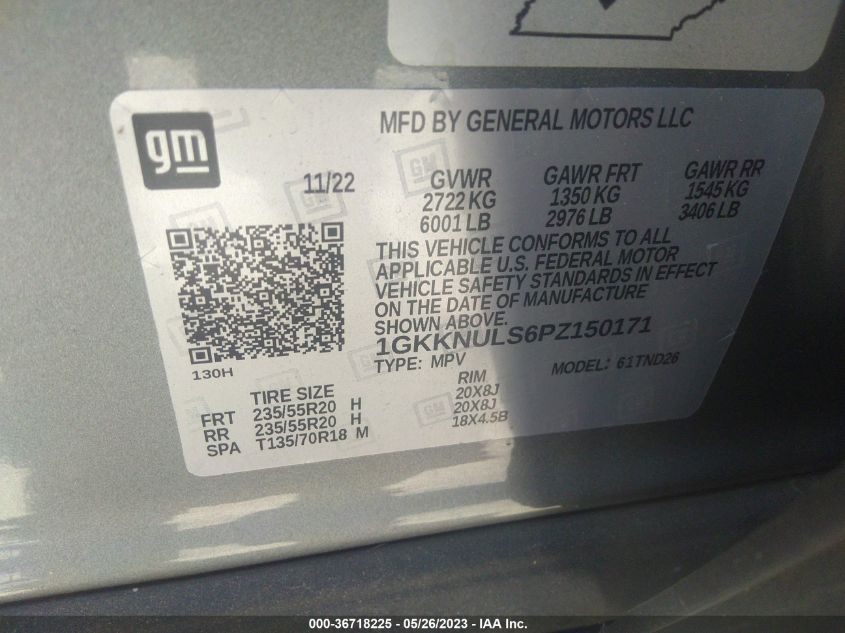 gm
MFD BY GENERAL MOTORS LLC
11/22
GVWR GAWR FRT GAWR RR
2722 KG 1350 KG 1545 KG
6001 LB 2976 LB 3406 LB
THIS VEHICLE CONFORMS TO ALL
APPLICABLE U.S. FEDERAL MOTOR
VEHICLE SAFETY STANDARDS IN EFFECT
ON THE DATE OF MANUFACTURE
SHOWN ABOVE.
1GKKNULS6PZ150171
TYPE: MPV MODEL: 61TND26
130H
TIRE SIZE RIM
FRT 235/55R20 H 20X8J
RR 235/55R20 H 20X8J
SPA T135/70R18 M 18X4.5B
000-36718225 - 05/26/2023 - IAA Inc.